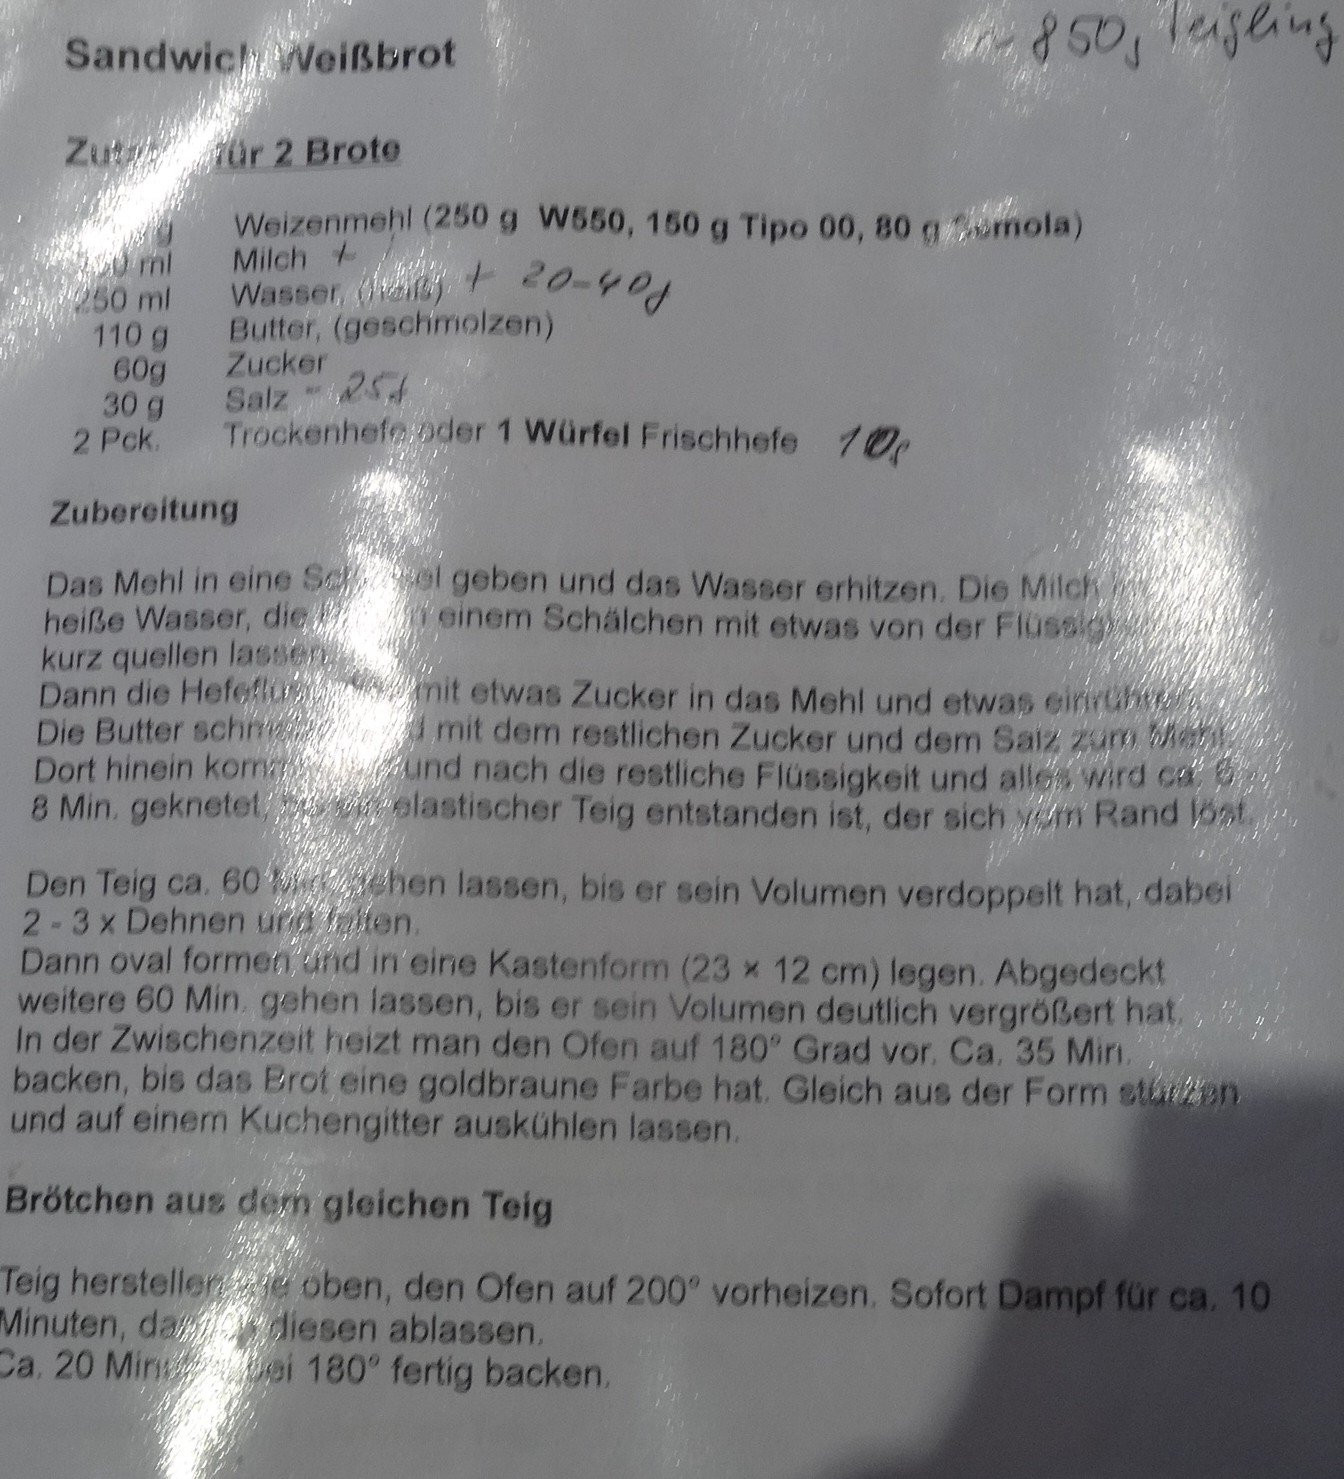 ~ 850g Teigling
Sandwich Weißbrot
für 2 Brote
g Weizenmehl (250 g W550, 150 g Tipo 00, 80 g Semola)
ml Milch +
250 ml Wasser, (heiß) + 20-40g
110 g Butter, (geschmolzen)
60g Zucker
30 g Salz - 25g
2 Pck. Trockenhefe oder 1 Würfel Frischhefe 10g
Zubereitung
Das Mehl in eine geben und das Wasser erhitzen. Die Milch
heiße Wasser, die einem Schälchen mit etwas von der
kurz quellen lassen
Dann die mit etwas Zucker in das Mehl und etwas einrühren.
Die Butter mit dem restlichen Zucker und dem Salz zum Mehl.
Dort hinein und nach die restliche Flüssigkeit und alles wird ca. 6 -
8 Min. geknetet, elastischer Teig entstanden ist, der sich vom Rand löst.
Den Teig ca. 60 Min. gehen lassen, bis er sein Volumen verdoppelt hat, dabei
2 - 3 x Dehnen und falten.
Dann oval formen und in eine Kastenform (23 × 12 cm) legen. Abgedeckt
weitere 60 Min. gehen lassen, bis er sein Volumen deutlich vergrößert hat.
In der Zwischenzeit heizt man den Ofen auf 180° Grad vor. Ca. 35 Min.
backen, bis das Brot eine goldbraune Farbe hat. Gleich aus der Form stürzen
und auf einem Kuchengitter auskühlen lassen.
Brötchen aus dem gleichen Teig
Teig herstellen wie oben, den Ofen auf 200° vorheizen. Sofort Dampf für ca. 10
Minuten, diesen ablassen.
Ca. 20 Minuten bei 180° fertig backen.